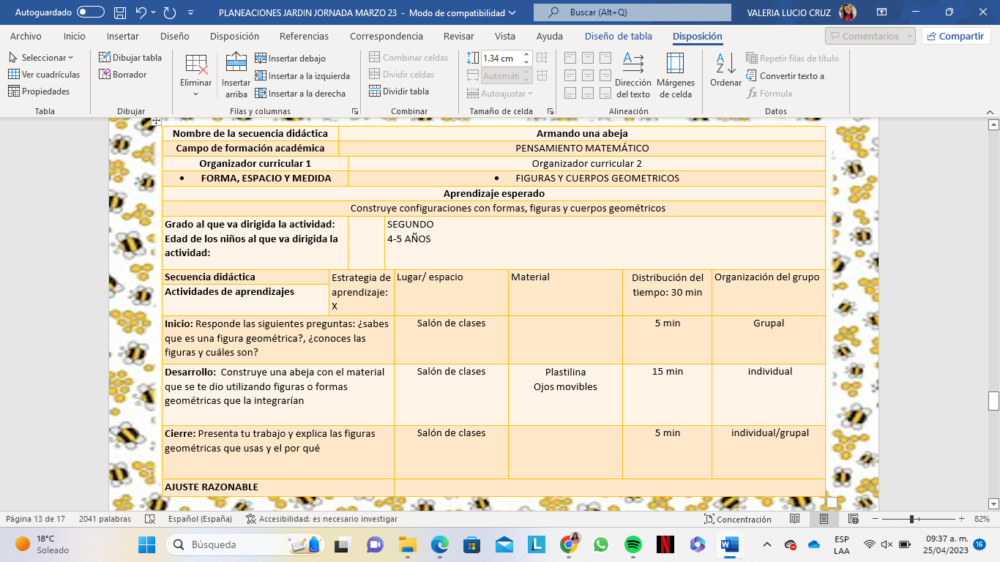 Autoguardado
PLANEACIONES JARDIN JORNADA MARZO 23 - Modo de compatibilidad
Buscar (Alt+Q)
VALERIA LUCIO CRUZ
Archivo Inicio Insertar Diseño Disposición Referencias Correspondencia Revisar Vista Ayuda Diseño de tabla Disposición
Comentarios
Compartir
Seleccionar
Ver cuadrículas
Propiedades
Tabla
Dibujar tabla
Borrador
Dibujar
Eliminar
Insertar
arriba
Insertar debajo
Insertar a la izquierda
Insertar a la derecha
Filas y columnas
Combinar celdas
Dividir celdas
Dividir tabla
Combinar
1.34 cm
Automáti
Autoajustar
Tamaño de celda
Dirección
del texto
Márgenes
de celda
Alineación
Ordenar
Repetir filas de título
Convertir texto a
Fórmula
Datos
Nombre de la secuencia didáctica
Armando una abeja
Campo de formación académica
PENSAMIENTO MATEMÁTICO
Organizador curricular 1
Organizador curricular 2
• FORMA, ESPACIO Y MEDIDA
• FIGURAS Y CUERPOS GEOMETRICOS
Aprendizaje esperado
Construye configuraciones con formas, figuras y cuerpos geométricos
Grado al que va dirigida la actividad:
Edad de los niños al que va dirigida la
actividad:
SEGUNDO
4-5 AÑOS
Secuencia didáctica
Actividades de aprendizajes
Estrategia de
aprendizaje:
X
Lugar/ espacio
Material
Distribución del
tiempo: 30 min
Organización del grupo
Inicio: Responde las siguientes preguntas: ¿sabes
que es una figura geométrica?, ¿conoces las
figuras y cuáles son?
Salón de clases
5 min
Grupal
Desarrollo: Construye una abeja con el material
que se te dio utilizando figuras o formas
geométricas que la integrarían
Salón de clases
Plastilina
Ojos movibles
15 min
individual
Cierre: Presenta tu trabajo y explica las figuras
geométricas que usas y el por qué
Salón de clases
5 min
individual/grupal
AJUSTE RAZONABLE
Página 13 de 17 2041 palabras Español (España) Accesibilidad: es necesario investigar
Concentración
82%
18°C
Soleado
Búsqueda
ESP
LAA
09:37 a. m.
25/04/2023
16